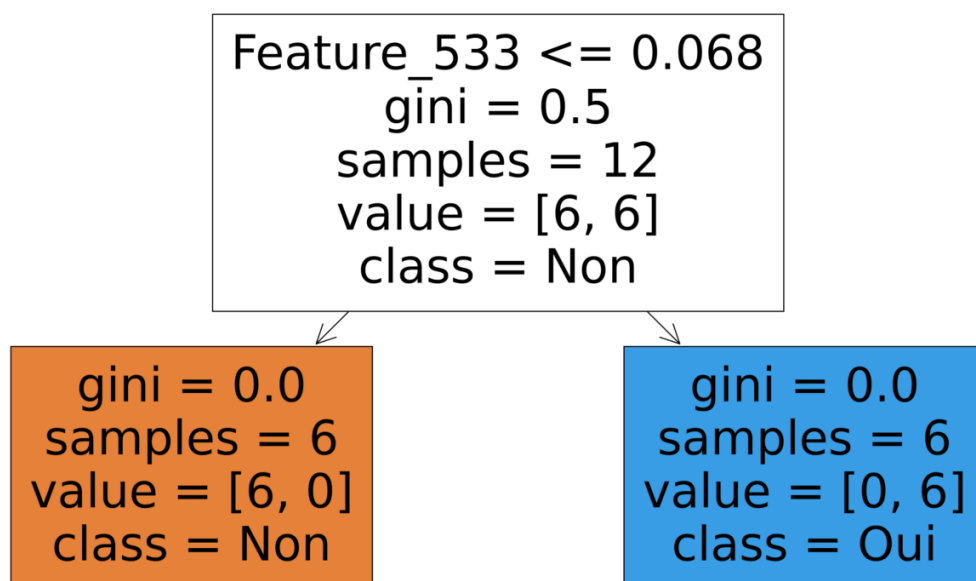 Feature_533 <= 0.068
gini = 0.5
samples = 12
value = [6, 6]
class = Non
gini = 0.0
samples = 6
value = [6, 0]
class = Non
gini = 0.0
samples = 6
value = [0, 6]
class = Oui